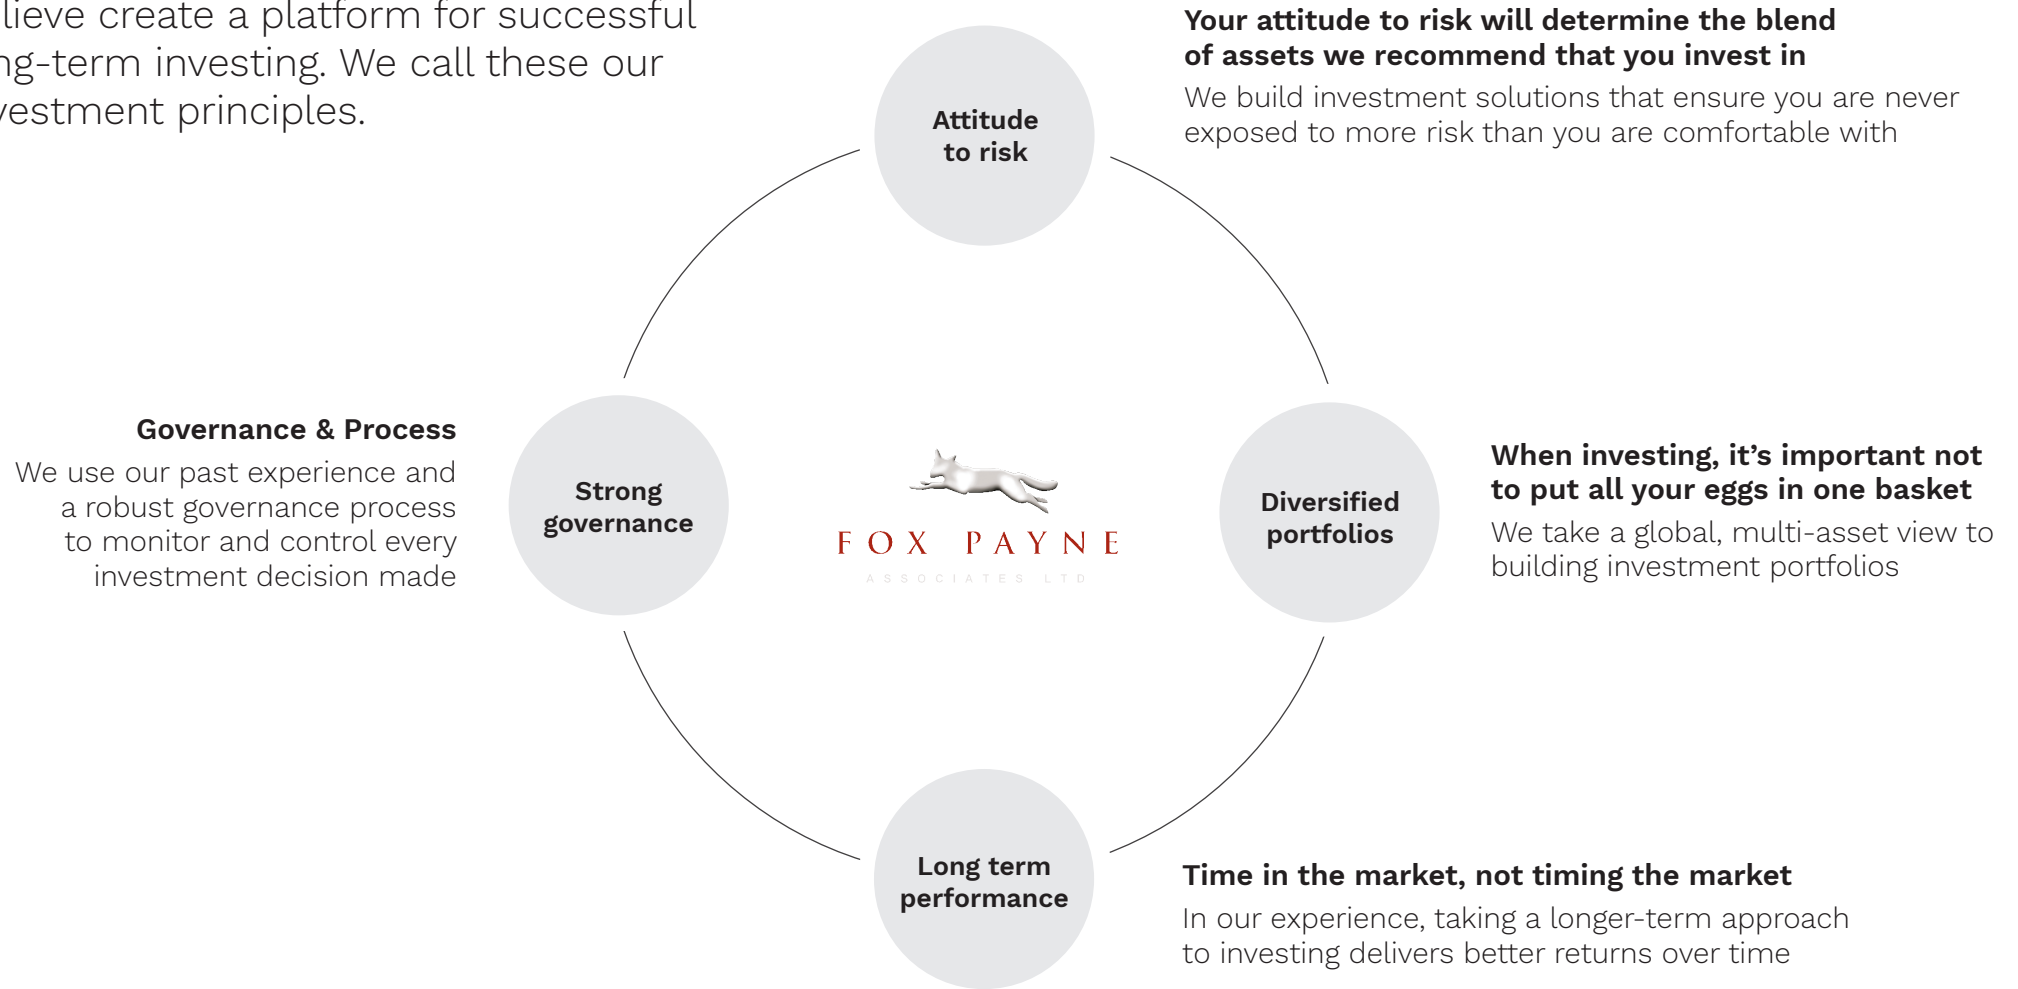 lieve create a platform for successful
ng-term investing. We call these our
vestment principles.
Your attitude to risk will determine the blend
of assets we recommend that you invest in
We build investment solutions that ensure you are never
exposed to more risk than you are comfortable with
Attitude
to risk
Governance & Process
We use our past experience and
a robust governance process
to monitor and control every
investment decision made
Strong
governance
FOX PAYNE
ASSOCIATES LTD
Diversified
portfolios
When investing, it’s important not
to put all your eggs in one basket
We take a global, multi-asset view to
building investment portfolios
Long term
performance
Time in the market, not timing the market
In our experience, taking a longer-term approach
to investing delivers better returns over time